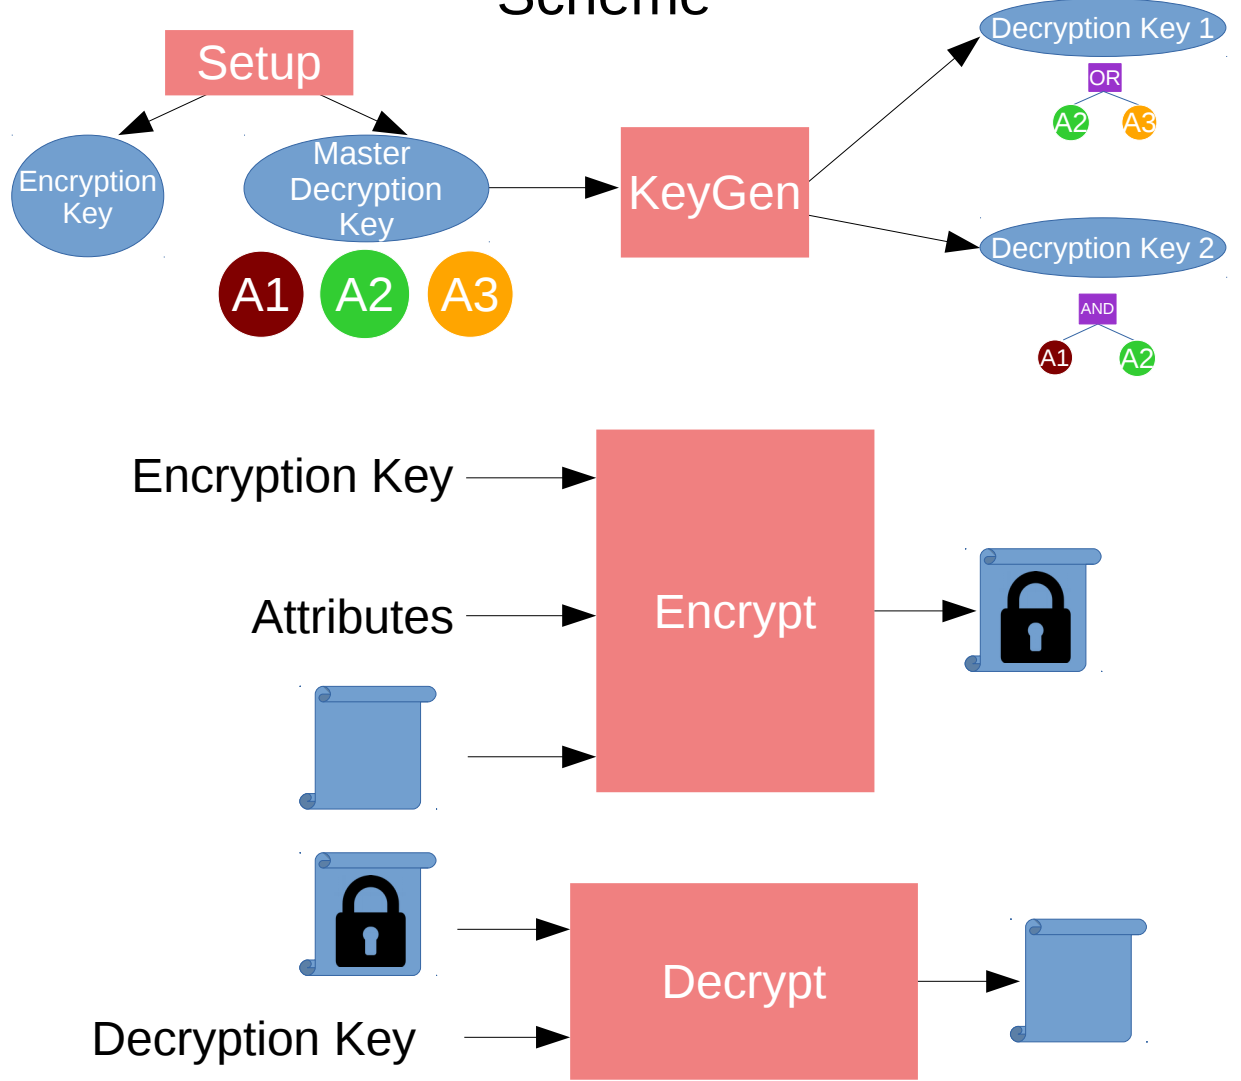 Scheme
Setup
Encryption
Key
Master
Decryption
Key
A1 A2 A3
KeyGen
Decryption Key 1
OR
A2 A3
Decryption Key 2
AND
A1 A2
Encryption Key
Attributes
Encrypt
Decrypt
Decryption Key